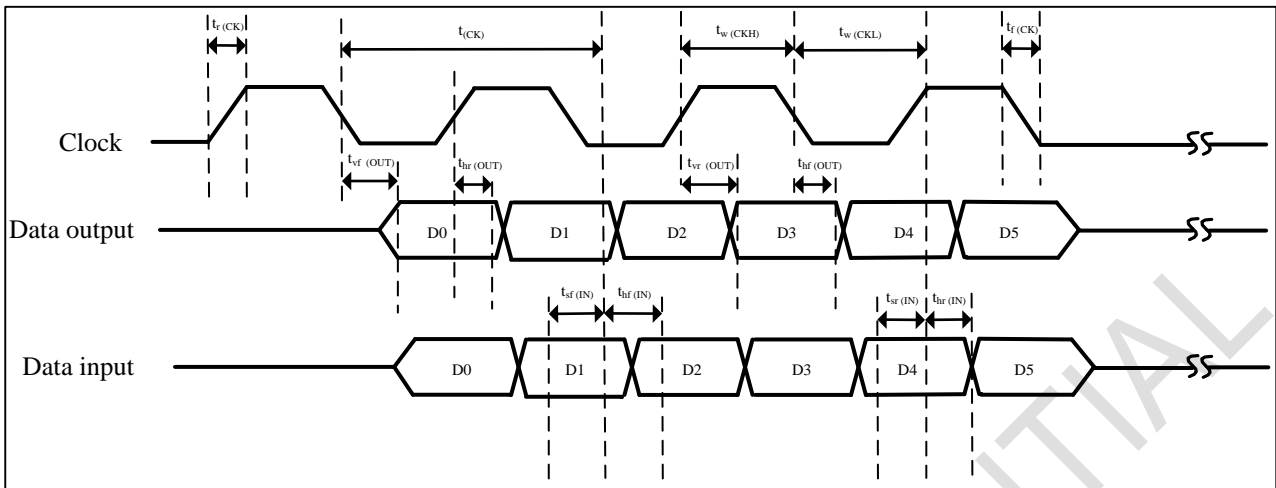 tr (CK)
t(CK)
tw (CKH)
tw (CKL)
tf (CK)
Clock
tvf (OUT)
thr (OUT)
tvr (OUT)
thf (OUT)
Data output
D0
D1
D2
D3
D4
D5
tsf (IN)
thf (IN)
tsr (IN)
thr (IN)
Data input
D0
D1
D2
D3
D4
D5